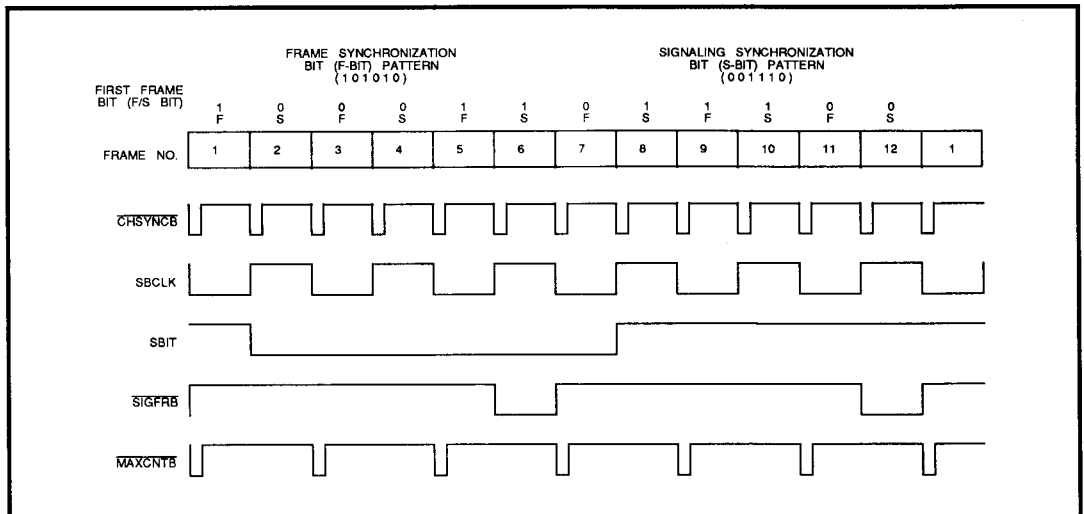 FRAME SYNCHRONIZATION
BIT (F-BIT) PATTERN
(101010)
SIGNALING SYNCHRONIZATION
BIT (S-BIT) PATTERN
(001110)
FIRST FRAME
BIT (F/S BIT)
1 0 0 0 1 1 0 1 1 1 0 0
F S F S F S F S F S F S
FRAME NO. 1 2 3 4 5 6 7 8 9 10 11 12 1
CHSYNCB
SBCLK
SBIT
SIGFRB
MAXCNTB